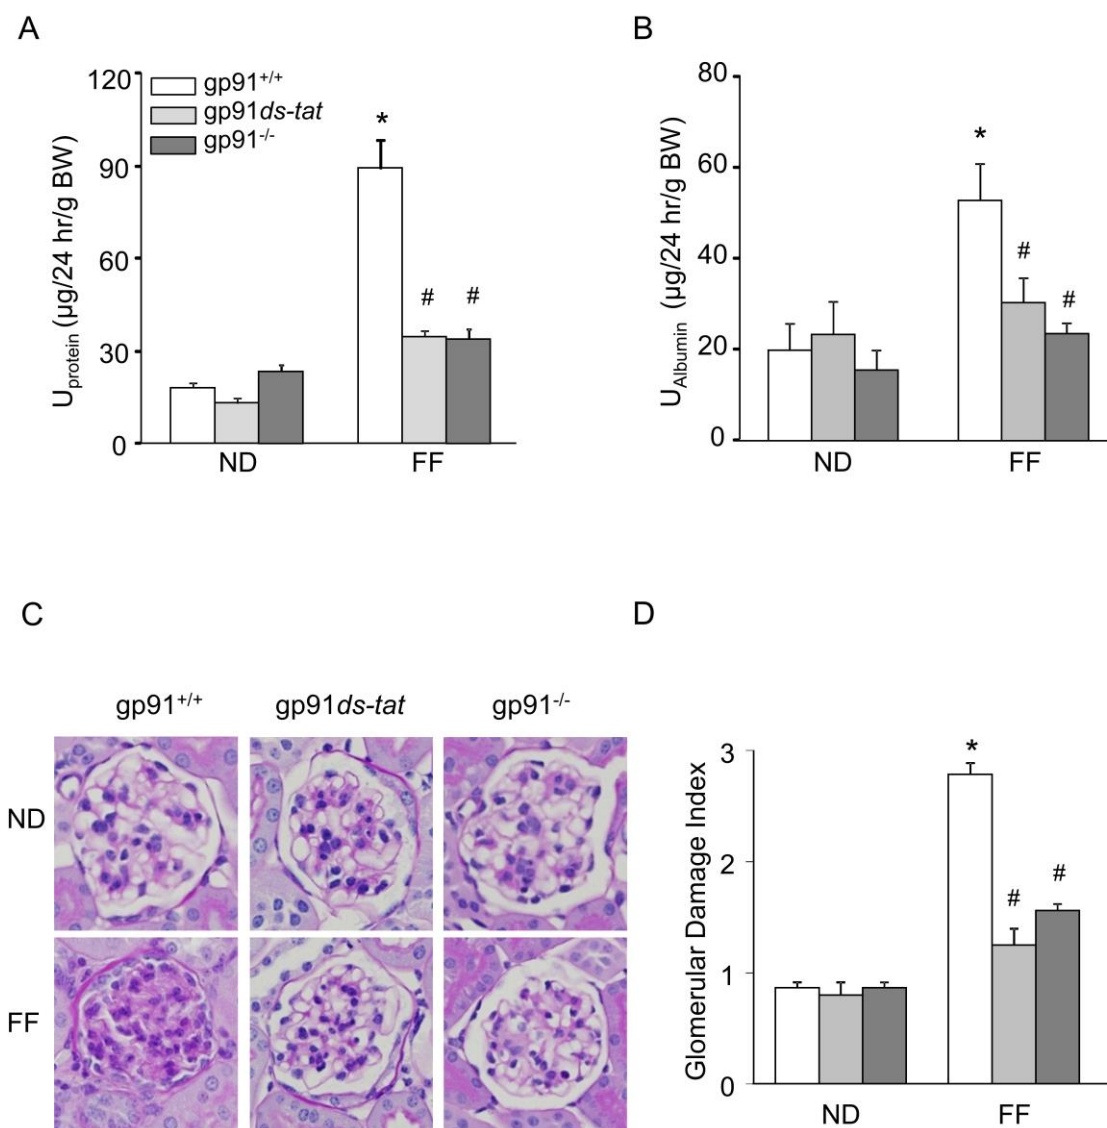 A
120
90
60
30
0
U_protein (µg/24 hr/g BW)
gp91+/+
gp91ds-tat
gp91-/-
*
#
#
ND
FF
B
80
60
40
20
0
U_Albumin (µg/24 hr/g BW)
*
#
#
ND
FF
C
gp91+/+
gp91ds-tat
gp91-/-
ND
FF
D
3
2
1
0
Glomerular Damage Index
*
#
#
ND
FF